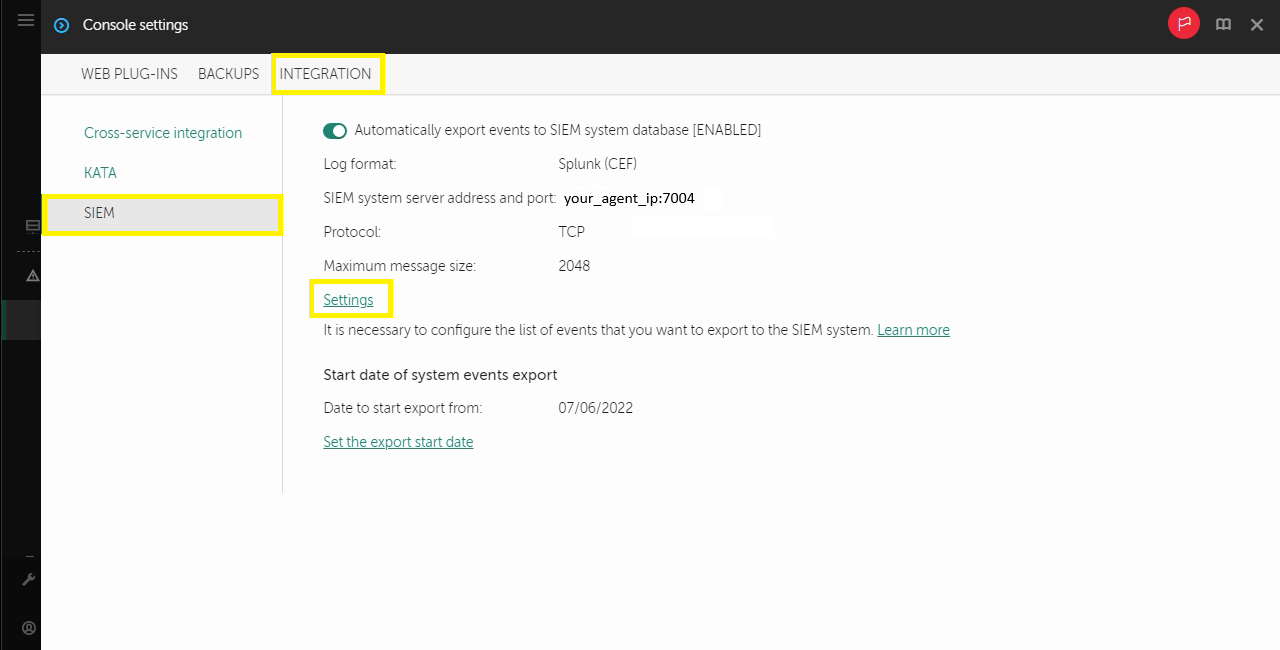 Console settings
WEB PLUG-INS BACKUPS INTEGRATION
Cross-service integration
KATA
SIEM
Automatically export events to SIEM system database [ENABLED]
Log format: Splunk (CEF)
SIEM system server address and port: your_agent_ip:7004
Protocol: TCP
Maximum message size: 2048
Settings
It is necessary to configure the list of events that you want to export to the SIEM system. Learn more
Start date of system events export
Date to start export from: 07/06/2022
Set the export start date